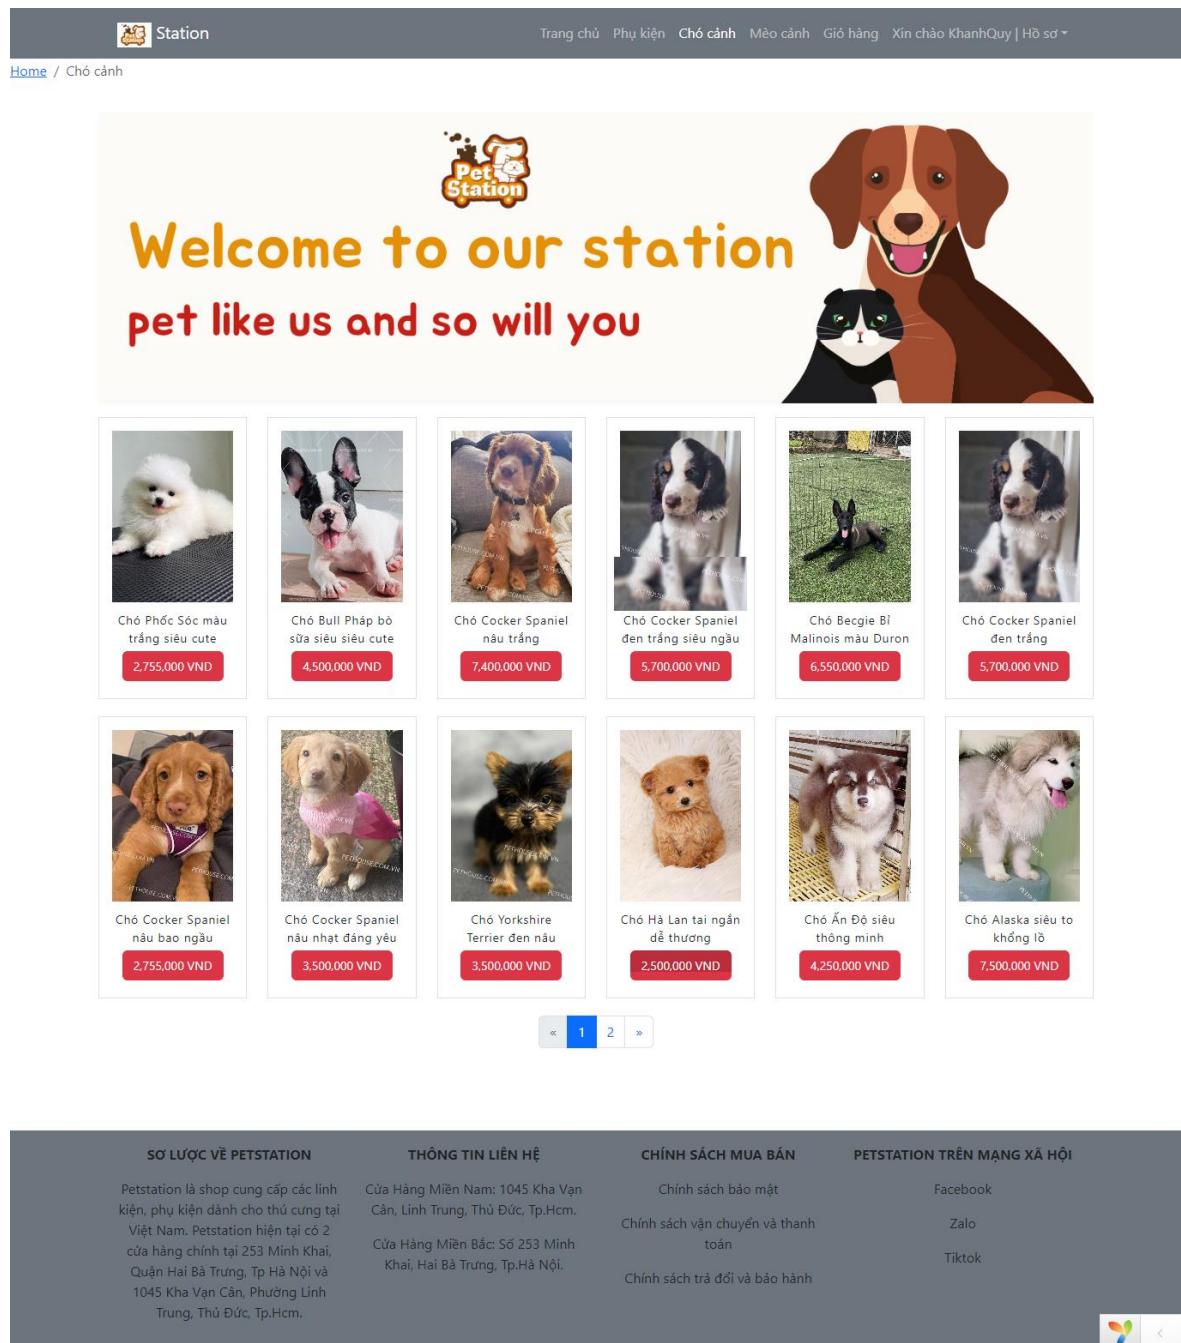 Station
Trang chủ Phụ kiện Chó cảnh Mèo cảnh Giỏ hàng Xin chào KhanhQuy | Hồ sơ
Home / Chó cảnh
Pet
Station
Welcome to our station
pet like us and so will you
Chó Phốc Sóc màu
trắng siêu cute
2,755,000 VND
Chó Bull Pháp bò
sữa siêu siêu cute
4,500,000 VND
Chó Cocker Spaniel
nâu trắng
7,400,000 VND
Chó Cocker Spaniel
đen trắng siêu ngầu
5,700,000 VND
Chó Becgie Bỉ
Malinois màu Duron
6,550,000 VND
Chó Cocker Spaniel
đen trắng
5,700,000 VND
Chó Cocker Spaniel
nâu bao ngầu
2,755,000 VND
PETHOUSE.COM.VN
Chó Cocker Spaniel
nâu nhạt đáng yêu
3,500,000 VND
Chó Yorkshire
Terrier đen nâu
3,500,000 VND
Chó Hà Lan tai ngắn
dễ thương
2,500,000 VND
Chó Ấn Độ siêu
thông minh
4,250,000 VND
Chó Alaska siêu to
khổng lồ
7,500,000 VND
« 1 2 »
SƠ LƯỢC VỀ PETSTATION
Petstation là shop cung cấp các linh
kiện, phụ kiện dành cho thú cưng tại
Việt Nam. Petstation hiện tại có 2
cửa hàng chính tại 253 Minh Khai,
Quận Hai Bà Trưng, Tp Hà Nội và
1045 Kha Vạn Cân, Phường Linh
Trung, Thủ Đức, Tp.Hcm.
THÔNG TIN LIÊN HỆ
Cửa Hàng Miền Nam: 1045 Kha Vạn
Cân, Linh Trung, Thủ Đức, Tp.Hcm.
Cửa Hàng Miền Bắc: Số 253 Minh
Khai, Hai Bà Trưng, Tp.Hà Nội.
CHÍNH SÁCH MUA BÁN
Chính sách bảo mật
Chính sách vận chuyển và thanh
toán
Chính sách trả đổi và bảo hành
PETSTATION TRÊN MẠNG XÃ HỘI
Facebook
Zalo
Tiktok